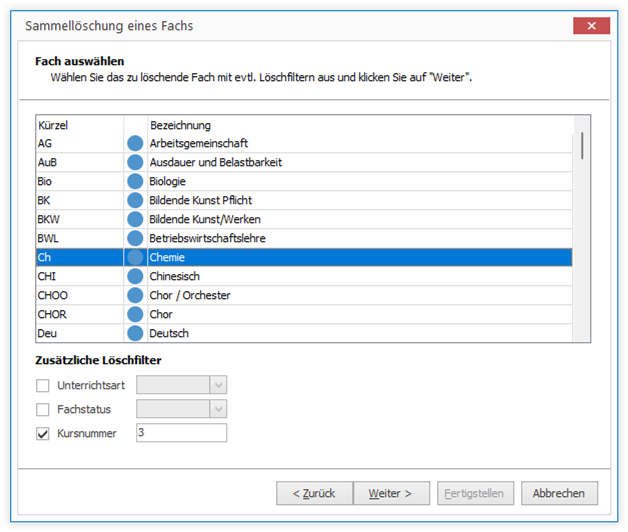 Sammellöschung eines Fachs
Fach auswählen
Wählen Sie das zu löschende Fach mit evtl. Löschfiltern aus und klicken Sie auf "Weiter".
Kürzel Bezeichnung
AG Arbeitsgemeinschaft
AuB Ausdauer und Belastbarkeit
Bio Biologie
BK Bildende Kunst Pflicht
BKW Bildende Kunst/Werken
BWL Betriebswirtschaftslehre
Ch Chemie
CHI Chinesisch
CHOO Chor / Orchester
CHOR Chor
Deu Deutsch
Zusätzliche Löschfilter
Unterrichtsart
Fachstatus
Kursnummer 3
< Zurück Weiter > Fertigstellen Abbrechen